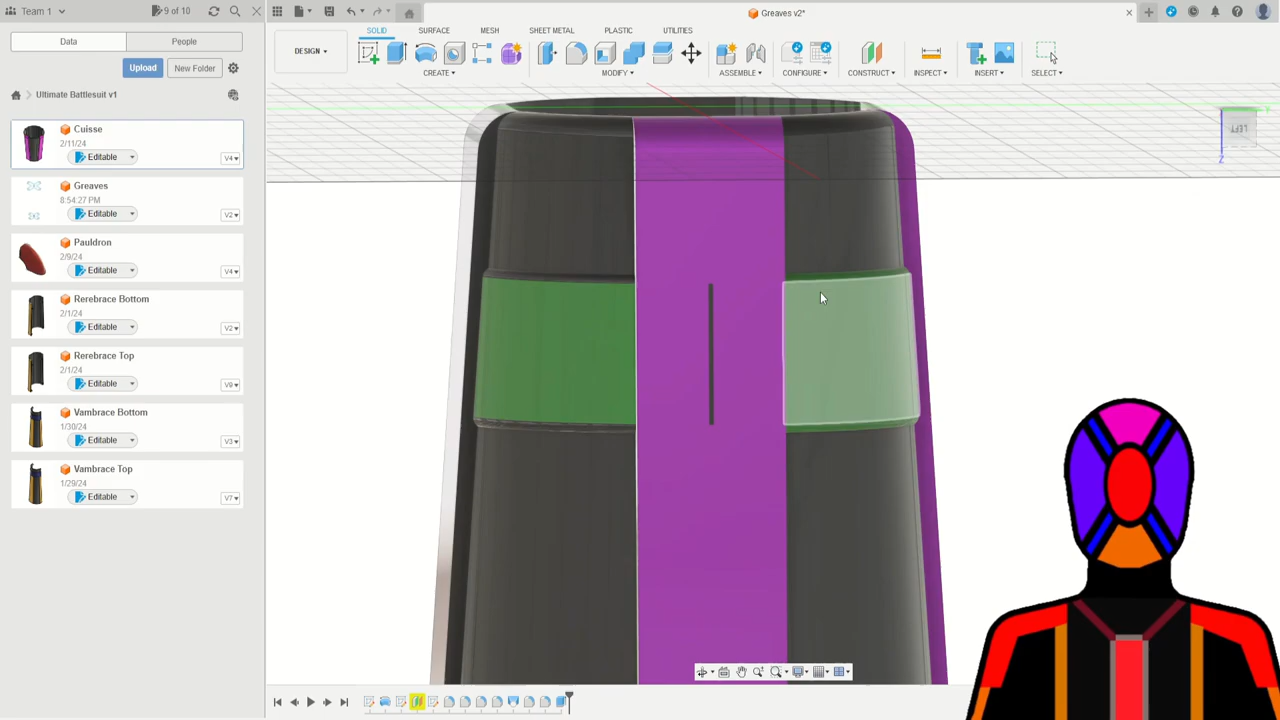 Team 1
9 of 10
Greaves v2*
Data
People
Upload
New Folder
Ultimate Battlesuit v1
DESIGN
SOLID
SURFACE
MESH
SHEET METAL
PLASTIC
UTILITIES
CREATE
MODIFY
ASSEMBLE
CONFIGURE
CONSTRUCT
INSPECT
INSERT
SELECT
LEFT
Z
Cuisse
2/11/24
Editable
V4
Greaves
8:54:27 PM
Editable
V2
Pauldron
2/9/24
Editable
V4
Rerebrace Bottom
2/1/24
Editable
V2
Rerebrace Top
2/1/24
Editable
V9
Vambrace Bottom
1/30/24
Editable
V3
Vambrace Top
1/29/24
Editable
V7